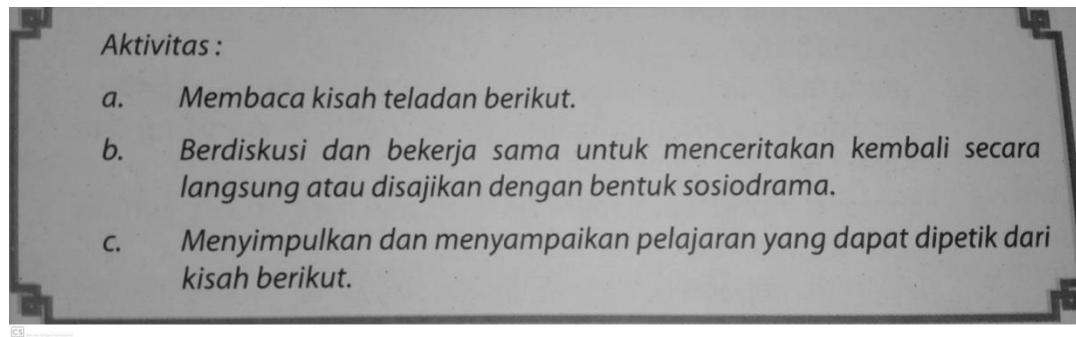 Aktivitas :
a. Membaca kisah teladan berikut.
b. Berdiskusi dan bekerja sama untuk menceritakan kembali secara
langsung atau disajikan dengan bentuk sosiodrama.
c. Menyimpulkan dan menyampaikan pelajaran yang dapat dipetik dari
kisah berikut.
CS